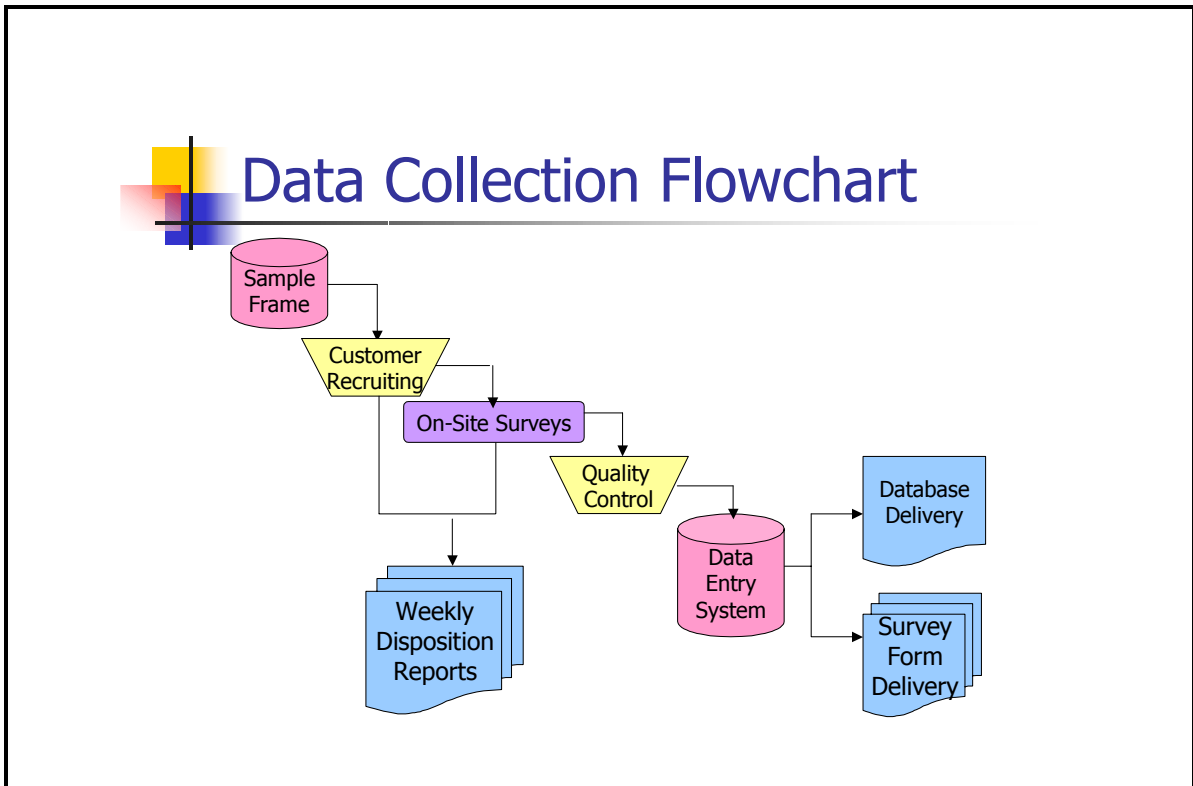 Data Collection Flowchart
Sample
Frame
Customer
Recruiting
On-Site Surveys
Quality
Control
Database
Delivery
Data
Entry
System
Weekly
Disposition
Reports
Survey
Form
Delivery